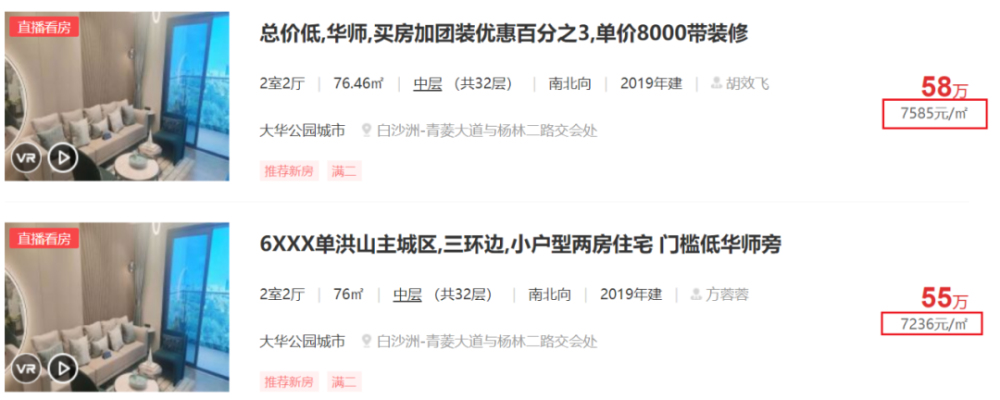 直播看房
VR
总价低,华师,买房加团装优惠百分之3,单价8000带装修
2室2厅 | 76.46㎡ | 中层 （共32层） | 南北向 | 2019年建 | 胡效飞
大华公园城市 白沙洲-青菱大道与杨林二路交会处
推荐新房 满二
58万
7585元/㎡
直播看房
VR
6XXX单洪山主城区,三环边,小户型两房住宅 门槛低华师旁
2室2厅 | 76㎡ | 中层 （共32层） | 南北向 | 2019年建 | 方蓉蓉
大华公园城市 白沙洲-青菱大道与杨林二路交会处
推荐新房 满二
55万
7236元/㎡